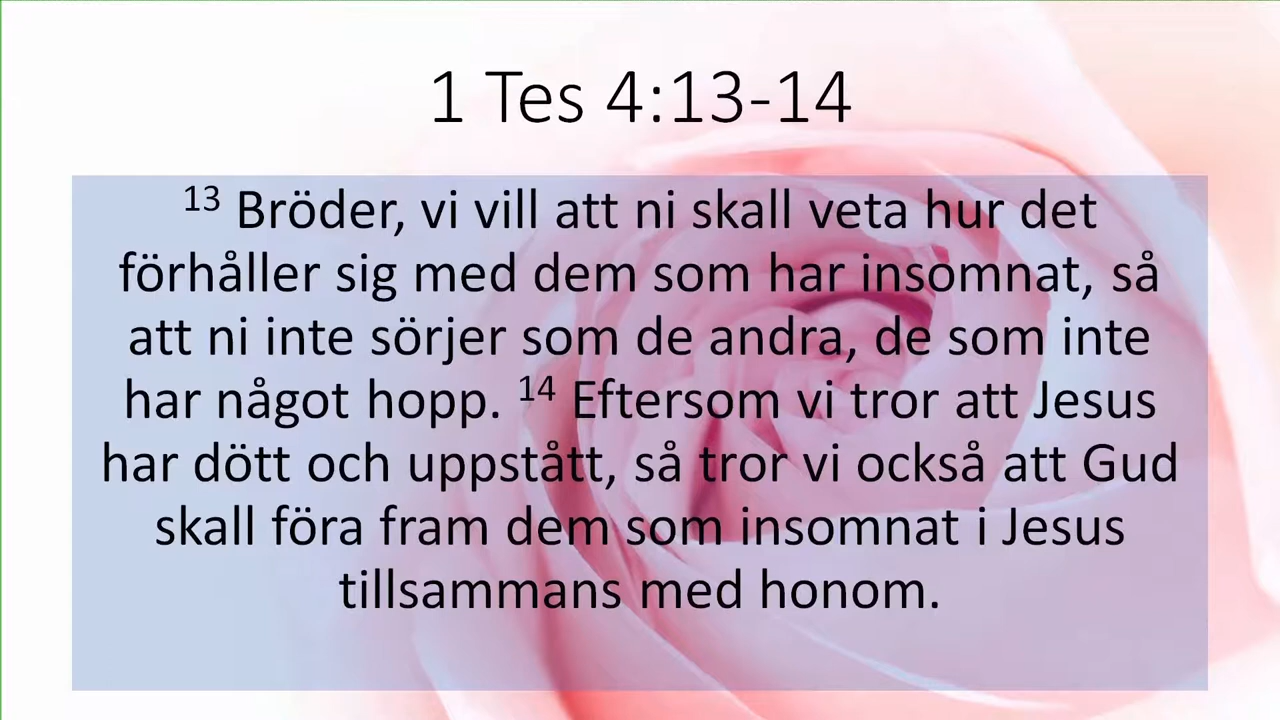 1 Tes 4:13-14
13 Bröder, vi vill att ni skall veta hur det
förhåller sig med dem som har insomnat, så
att ni inte sörjer som de andra, de som inte
har något hopp. 14 Eftersom vi tror att Jesus
har dött och uppstått, så tror vi också att Gud
skall föra fram dem som insomnat i Jesus
tillsammans med honom.